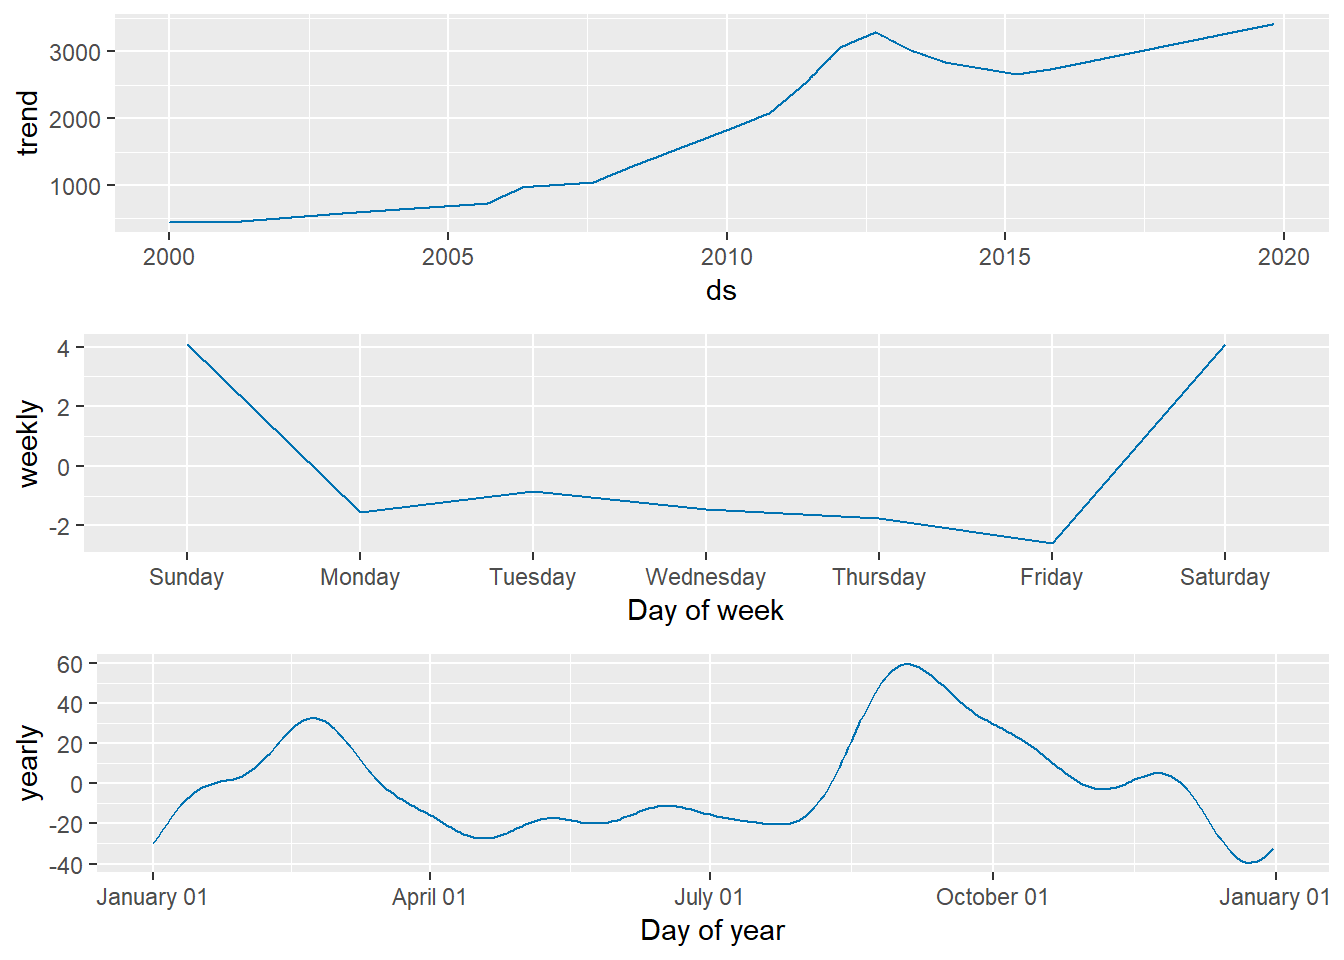 trend
3000
2000
1000
2000 2005 2010 2015 2020
ds
weekly
4
2
0
-2
Sunday Monday Tuesday Wednesday Thursday Friday Saturday
Day of week
yearly
60
40
20
0
-20
-40
January 01 April 01 July 01 October 01 January 01
Day of year